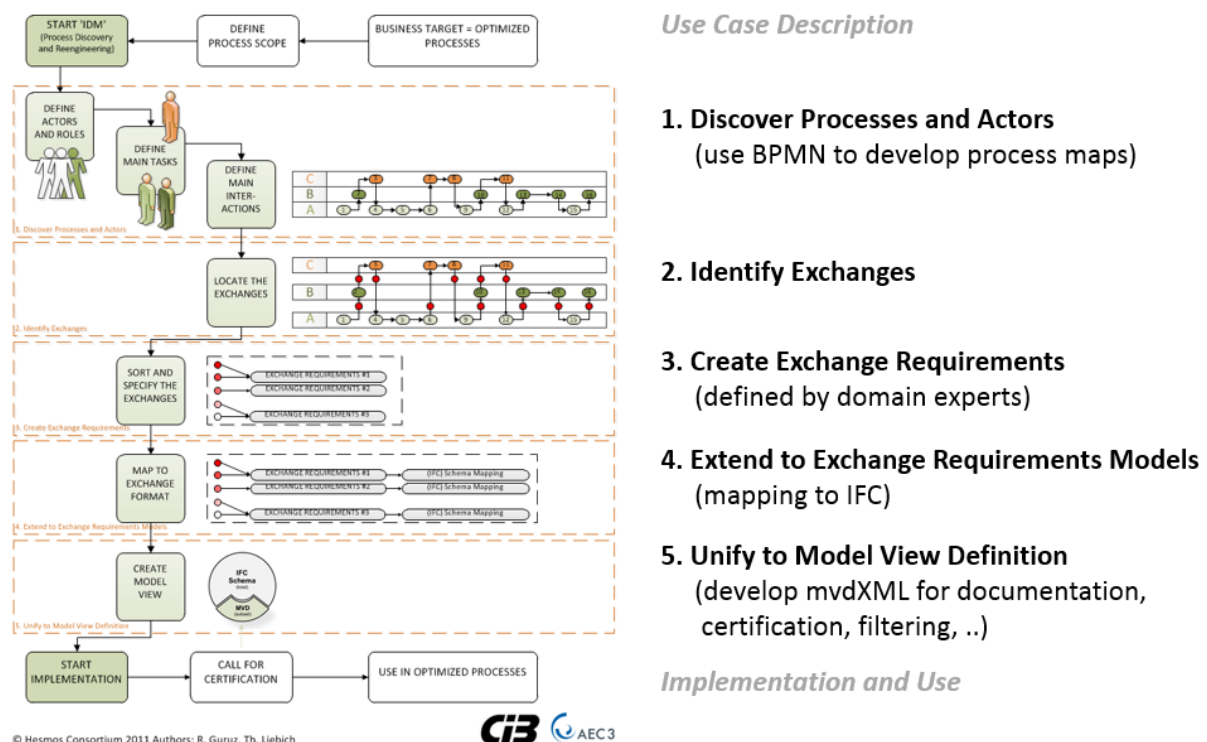 START 'IDM'
(Process Discovery
and Reengineering)
DEFINE
PROCESS SCOPE
BUSINESS TARGET = OPTIMIZED
PROCESSES
Use Case Description
DEFINE
ACTORS
AND ROLES
DEFINE
MAIN TASKS
DEFINE
MAIN
INTER-
ACTIONS
C
B
A
1. Discover Processes and Actors
1. Discover Processes and Actors
(use BPMN to develop process maps)
LOCATE THE
EXCHANGES
C
B
A
2. Identify Exchanges
2. Identify Exchanges
SORT AND
SPECIFY THE
EXCHANGES
EXCHANGE REQUIREMENTS #1
EXCHANGE REQUIREMENTS #2
EXCHANGE REQUIREMENTS #3
3. Create Exchange Requirements
3. Create Exchange Requirements
(defined by domain experts)
MAP TO
EXCHANGE
FORMAT
EXCHANGE REQUIREMENTS #1 (IFC) Schema Mapping
EXCHANGE REQUIREMENTS #2 (IFC) Schema Mapping
EXCHANGE REQUIREMENTS #3 (IFC) Schema Mapping
4. Extend to Exchange Requirements Models
4. Extend to Exchange Requirements Models
(mapping to IFC)
CREATE
MODEL
VIEW
IFC
Schema
(total)
MVD
(subset)
5. Unify to Model View Definition
5. Unify to Model View Definition
(develop mvdXML for documentation,
certification, filtering, ..)
START
IMPLEMENTATION
CALL FOR
CERTIFICATION
USE IN OPTIMIZED PROCESSES
Implementation and Use
© Hesmos Consortium 2011 Authors: R. Guruz, Th. Liebich
CiB
AEC3